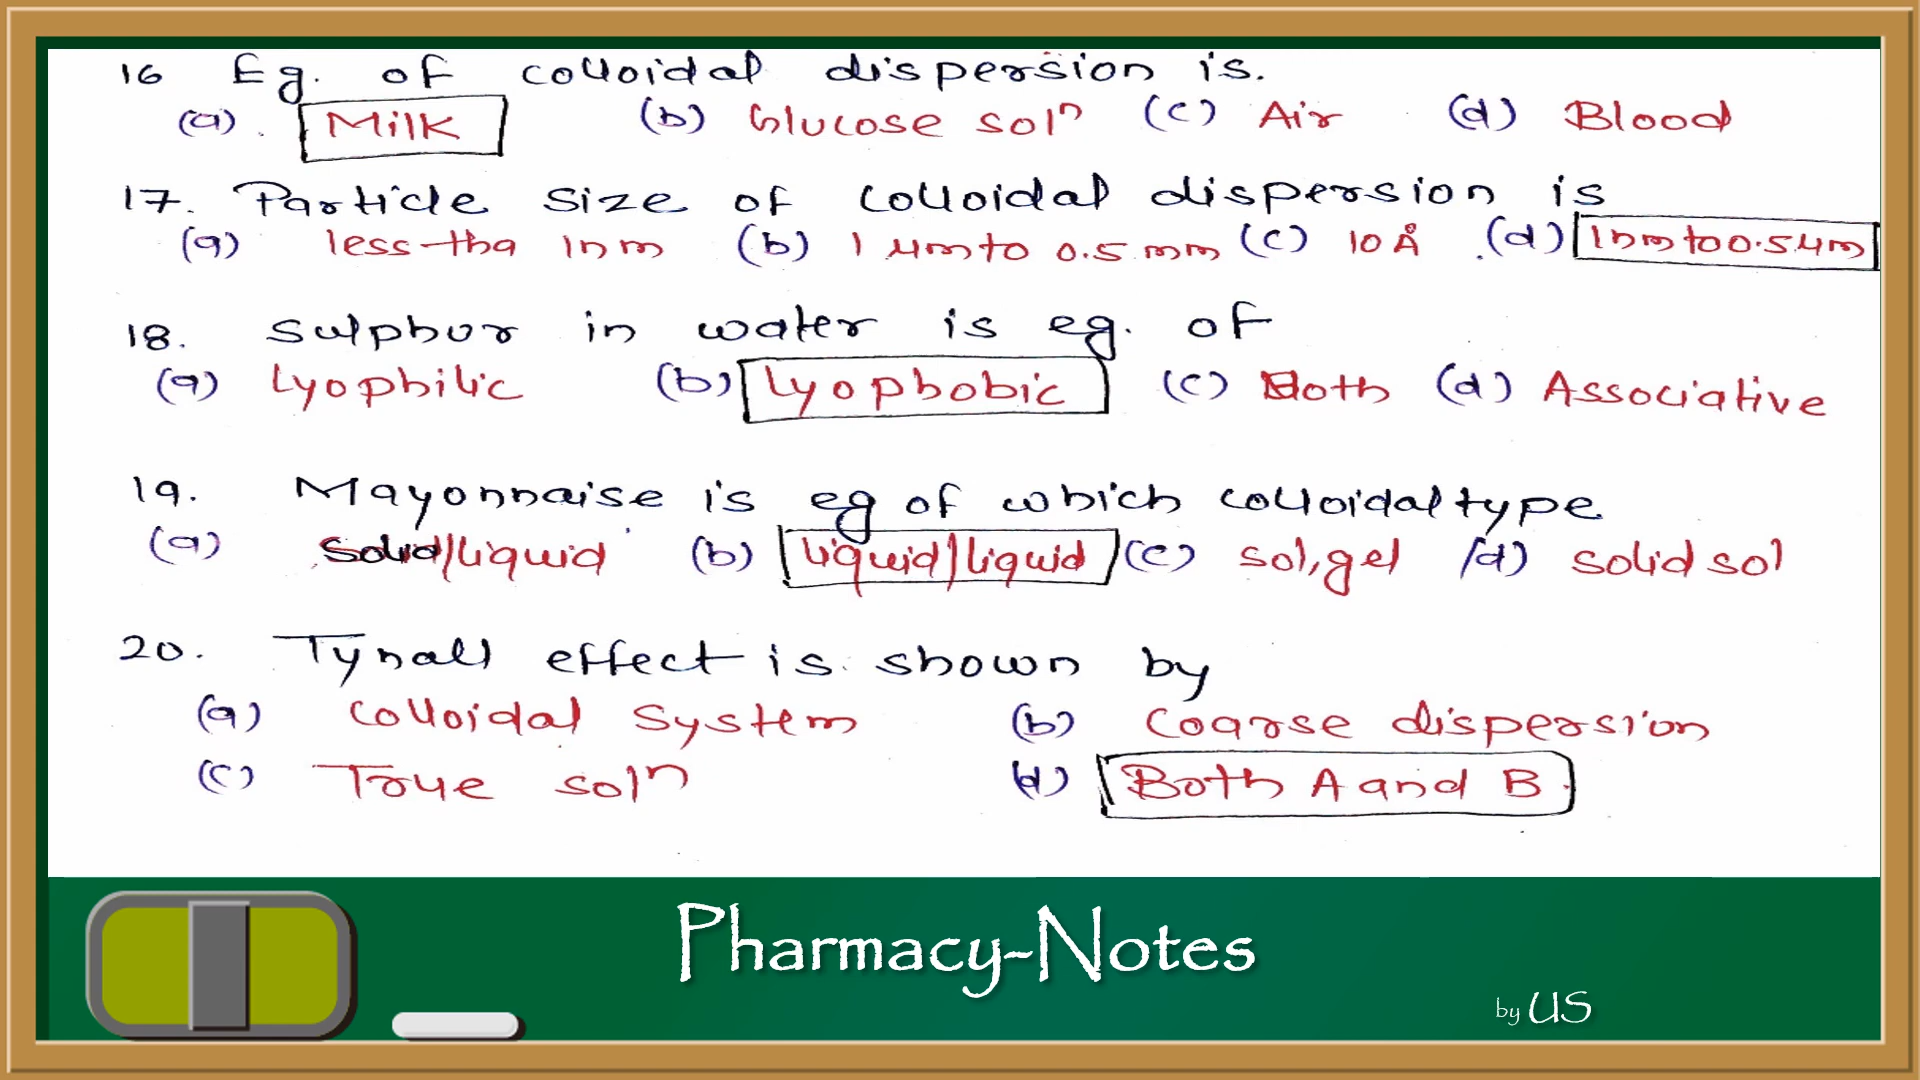 16 Eg. of colloidal dispersion is.
(a). Milk (b) Glucose solⁿ (c) Air (d) Blood
17. Particle size of colloidal dispersion is
(a) less tha 1nm (b) 1 μm to 0.5 mm (c) 10 Å (d) 1nm to 0.5 μm
18. Sulphur in water is eg. of
(a) Lyophilic (b) Lyophobic (c) Both (d) Associative
19. Mayonnaise is eg of which colloidal type
(a) Solid/liquid (b) liquid/liquid (c) sol, gel (d) solid sol
20. Tynall effect is shown by
(a) Colloidal System (b) Coarse dispersion
(c) True solⁿ (d) Both A and B.
Pharmacy-Notes
by US